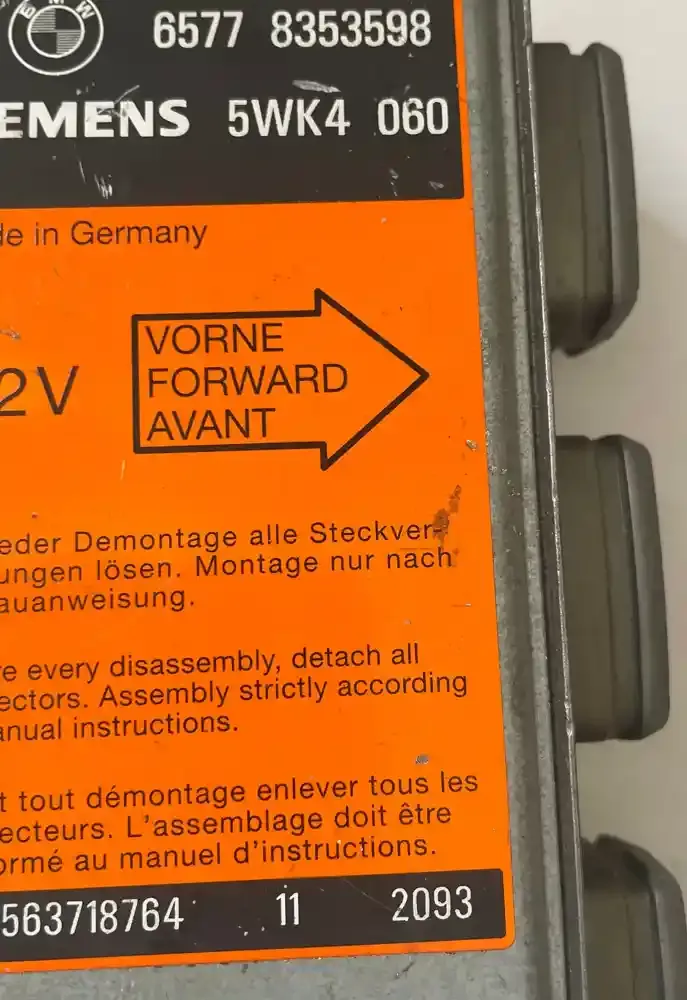 BMW
6577 8353598
EMENS 5WK4 060
de in Germany
2V
VORNE
FORWARD
AVANT
eder Demontage alle Steckver-
ungen lösen. Montage nur nach
auanweisung.
re every disassembly, detach all
ectors. Assembly strictly according
anual instructions.
t tout démontage enlever tous les
ecteurs. L'assemblage doit être
ormé au manuel d'instructions.
563718764 11 2093